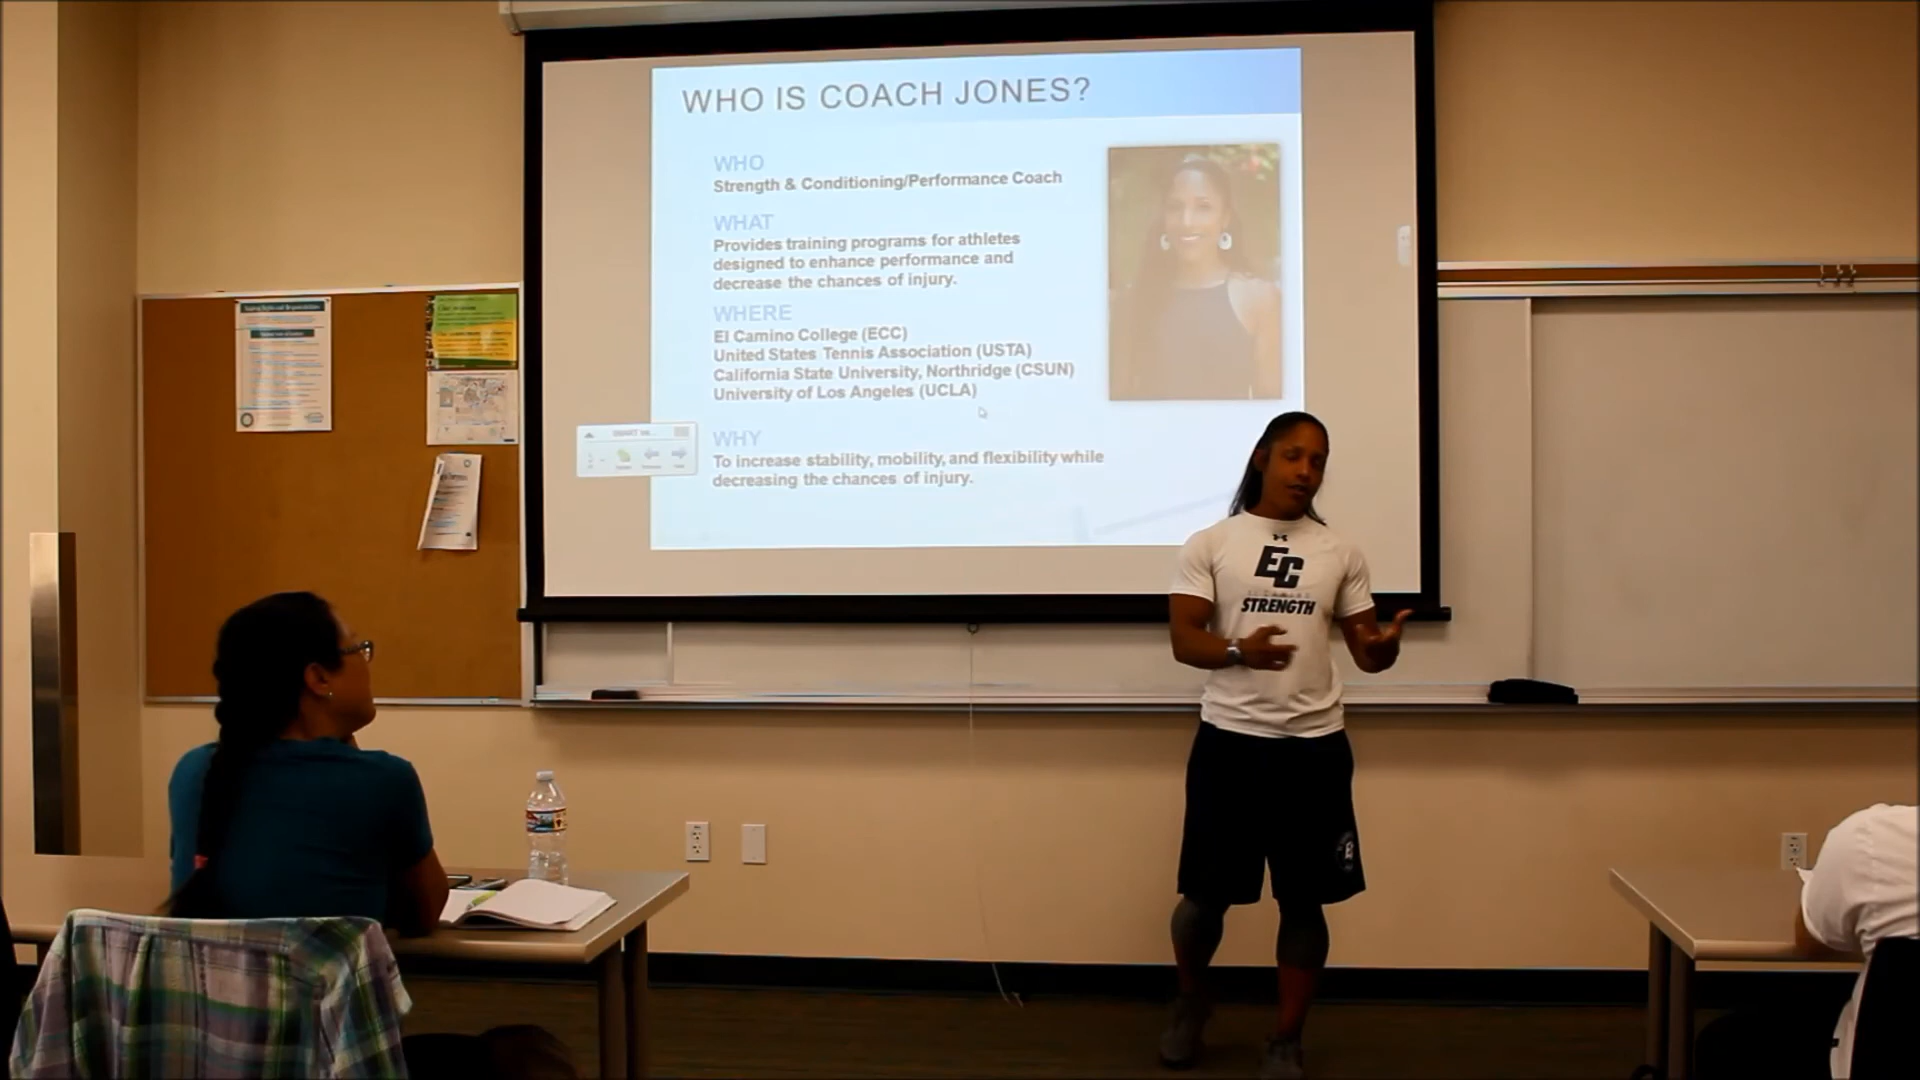 WHO IS COACH JONES?
WHO
Strength & Conditioning/Performance Coach
WHAT
Provides training programs for athletes
designed to enhance performance and
decrease the chances of injury.
WHERE
El Camino College (ECC)
United States Tennis Association (USTA)
California State University, Northridge (CSUN)
University of Los Angeles (UCLA)
WHY
To increase stability, mobility, and flexibility while
decreasing the chances of injury.
EC
STRENGTH